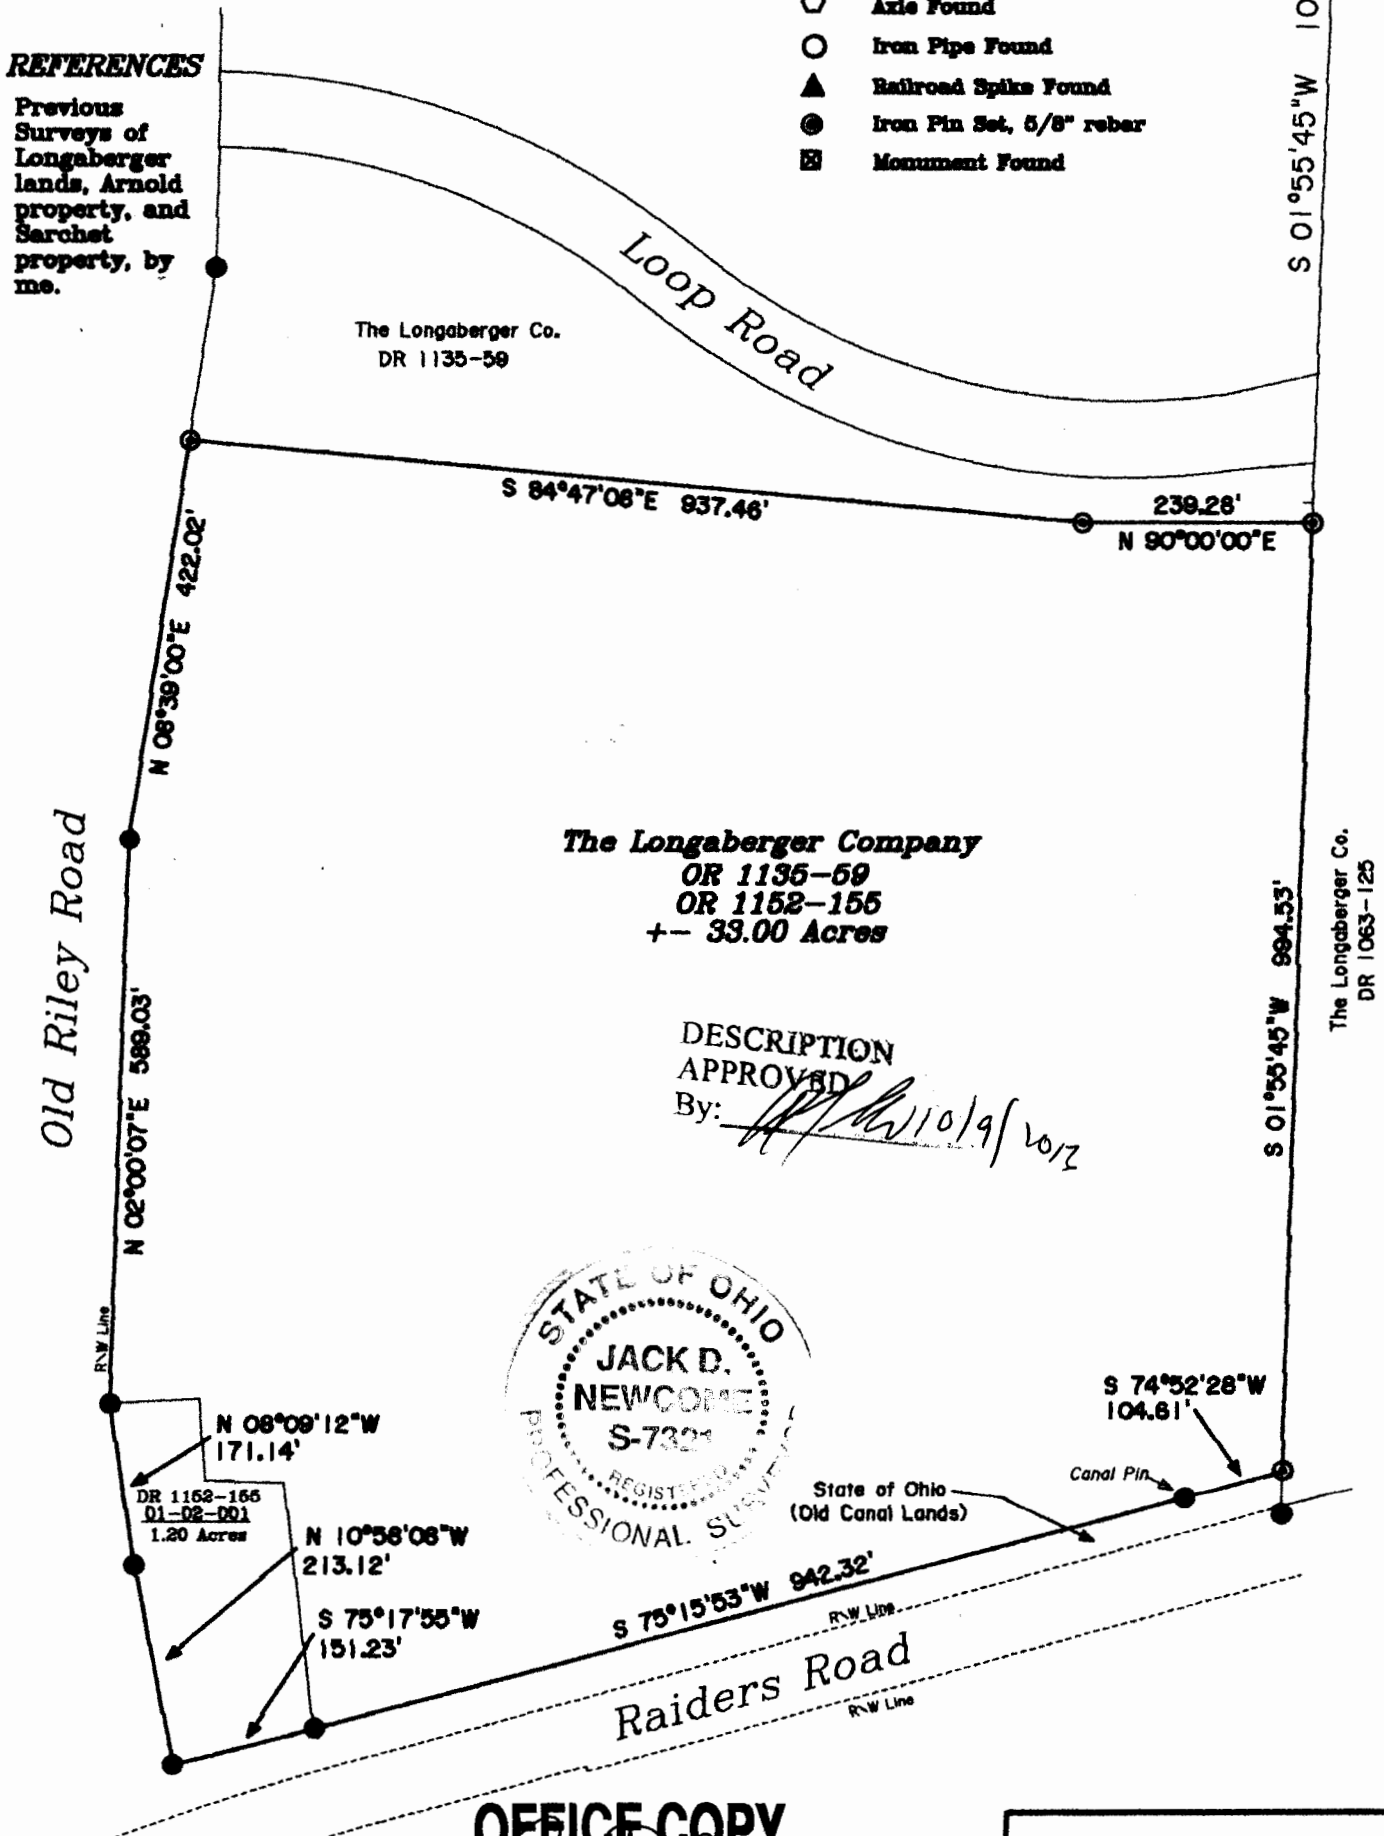 Axle Found
Iron Pipe Found
Railroad Spike Found
Iron Pin Set, 5/8" rebar
Monument Found
REFERENCES
Previous
Surveys of
Longaberger
lands, Arnold
property, and
Sarchet
property, by
me.
S 01°55'45"W 10
Loop Road
The Longaberger Co.
DR 1135-59
S 84°47'08"E 937.46'
239.28'
N 90°00'00"E
N 08°39'00"E 422.02'
Old Riley Road
The Longaberger Company
OR 1135-59
OR 1152-155
+- 33.00 Acres
S 01°55'45"W 994.53'
The Longaberger Co.
DR 1063-125
N 02°00'07"E 589.03'
DESCRIPTION
APPROVED
By: 10/9/2013
R\W Line
STATE OF OHIO
JACK D.
NEWCOME
S-7321
REGISTERED
PROFESSIONAL SURVEYOR
S 74°52'28"W
104.61'
Canal Pin
State of Ohio
(Old Canal Lands)
N 08°09'12"W
171.14'
DR 1152-155
01-02-001
1.20 Acres
N 10°58'08"W
213.12'
S 75°17'55"W
151.23'
S 75°15'53"W 942.32'
R\W Line
Raiders Road
R\W Line
OFFICE COPY